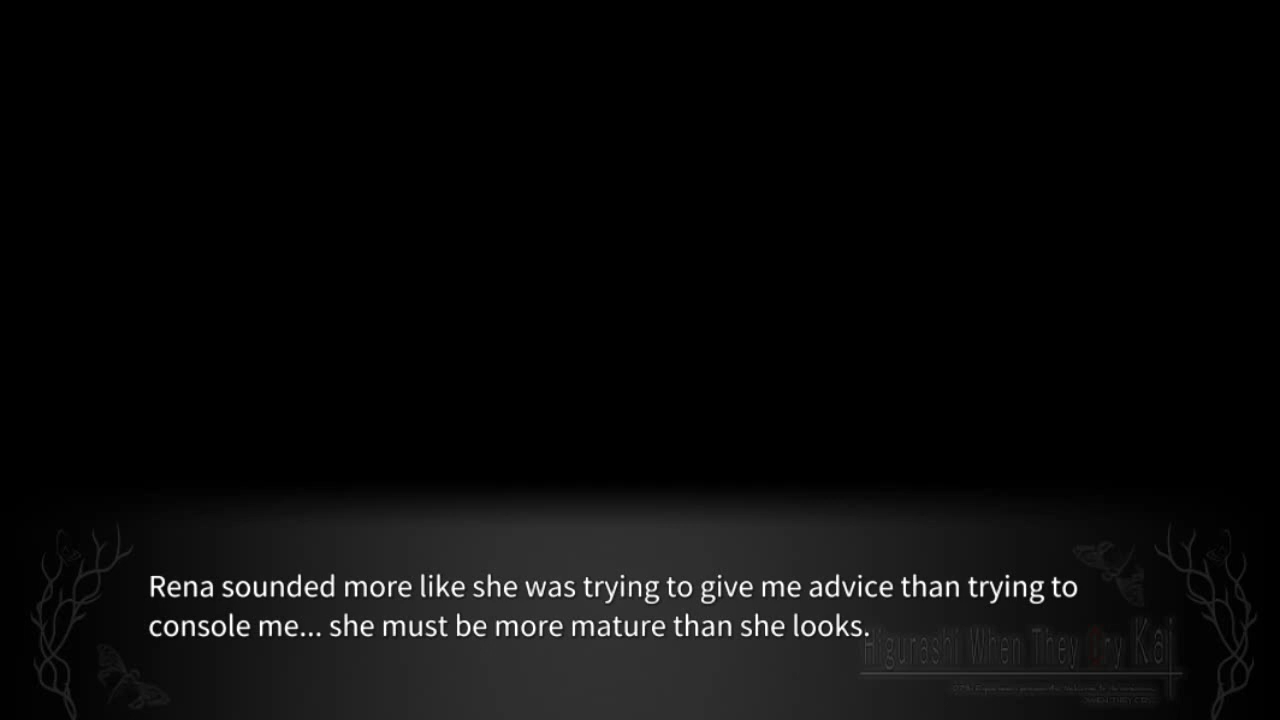 Rena sounded more like she was trying to give me advice than trying to
console me... she must be more mature than she looks.
Higurashi When They Cry Kai